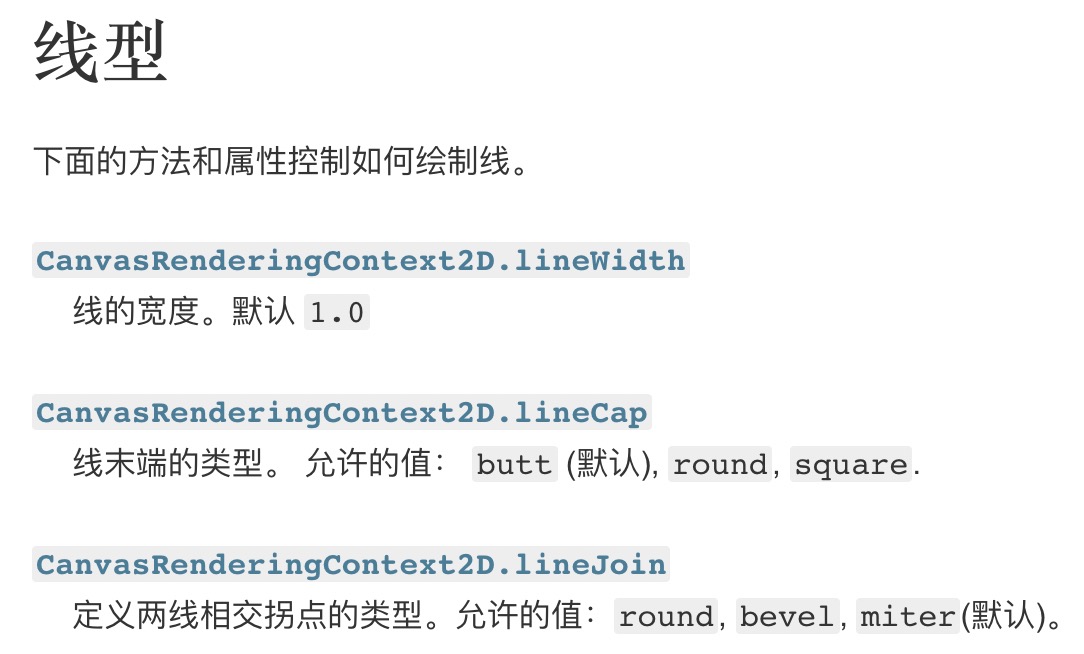 线型
下面的方法和属性控制如何绘制线。
CanvasRenderingContext2D.lineWidth
线的宽度。默认 1.0
CanvasRenderingContext2D.lineCap
线末端的类型。 允许的值： butt (默认), round, square.
CanvasRenderingContext2D.lineJoin
定义两线相交拐点的类型。允许的值：round, bevel, miter(默认)。